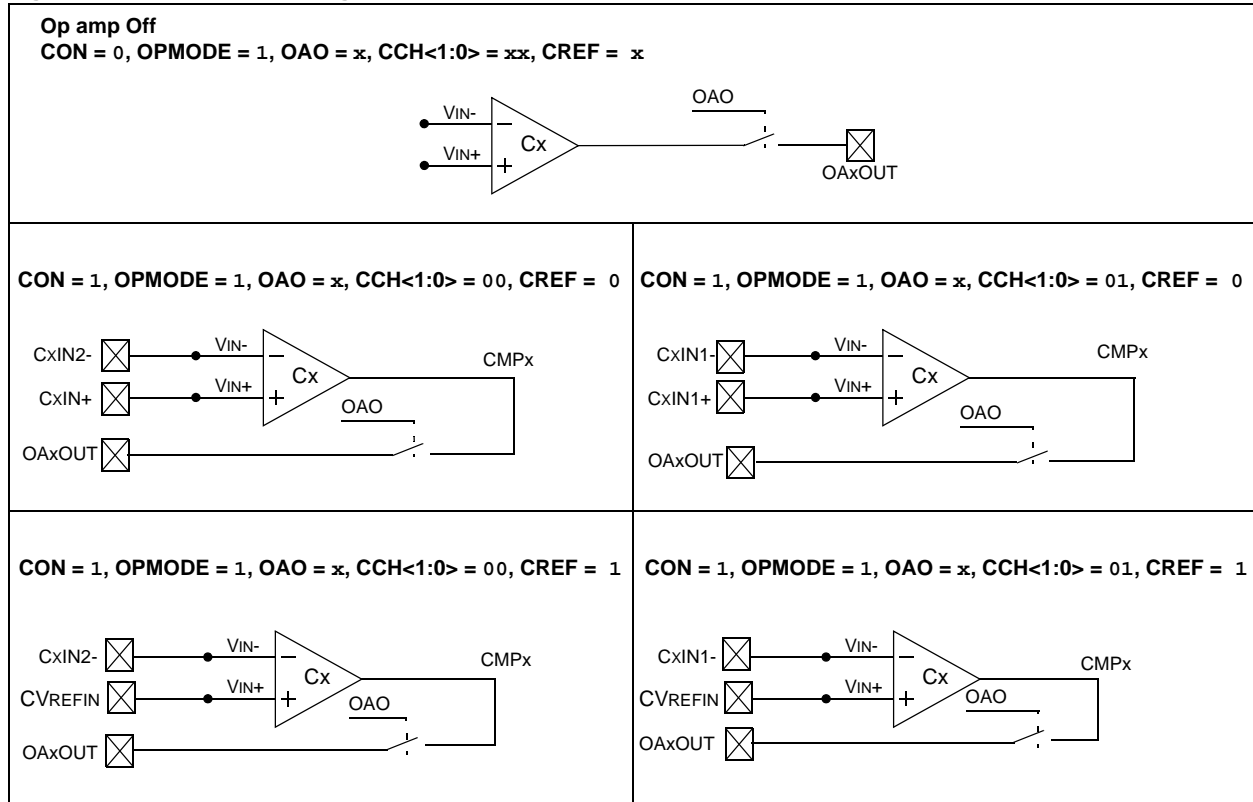 Op amp Off
CON = 0, OPMODE = 1, OAO = x, CCH<1:0> = xx, CREF = x
VIN-
VIN+
Cx
OAO
OAxOUT
CON = 1, OPMODE = 1, OAO = x, CCH<1:0> = 00, CREF = 0
CXIN2-
VIN-
CXIN+
VIN+
Cx
CMPx
OAO
OAxOUT
CON = 1, OPMODE = 1, OAO = x, CCH<1:0> = 01, CREF = 0
CXIN1-
VIN-
CXIN1+
VIN+
Cx
CMPx
OAO
OAxOUT
CON = 1, OPMODE = 1, OAO = x, CCH<1:0> = 00, CREF = 1
CXIN2-
VIN-
CVREFIN
VIN+
Cx
CMPx
OAO
OAxOUT
CON = 1, OPMODE = 1, OAO = x, CCH<1:0> = 01, CREF = 1
CXIN1-
VIN-
CVREFIN
VIN+
Cx
CMPx
OAO
OAxOUT